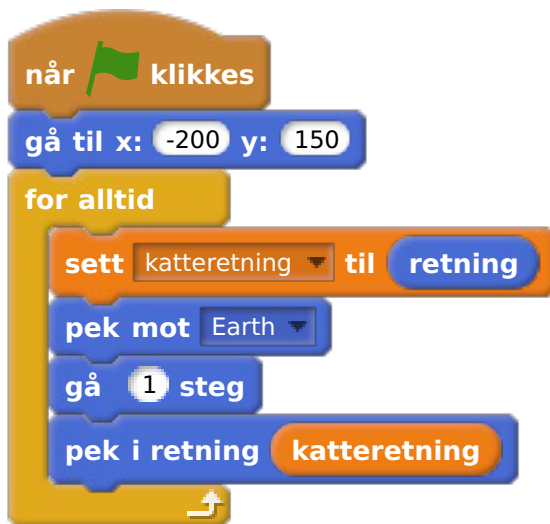 når klikkes
gå til x: -200 y: 150
for alltid
sett katteretning til retning
pek mot Earth
gå 1 steg
pek i retning katteretning